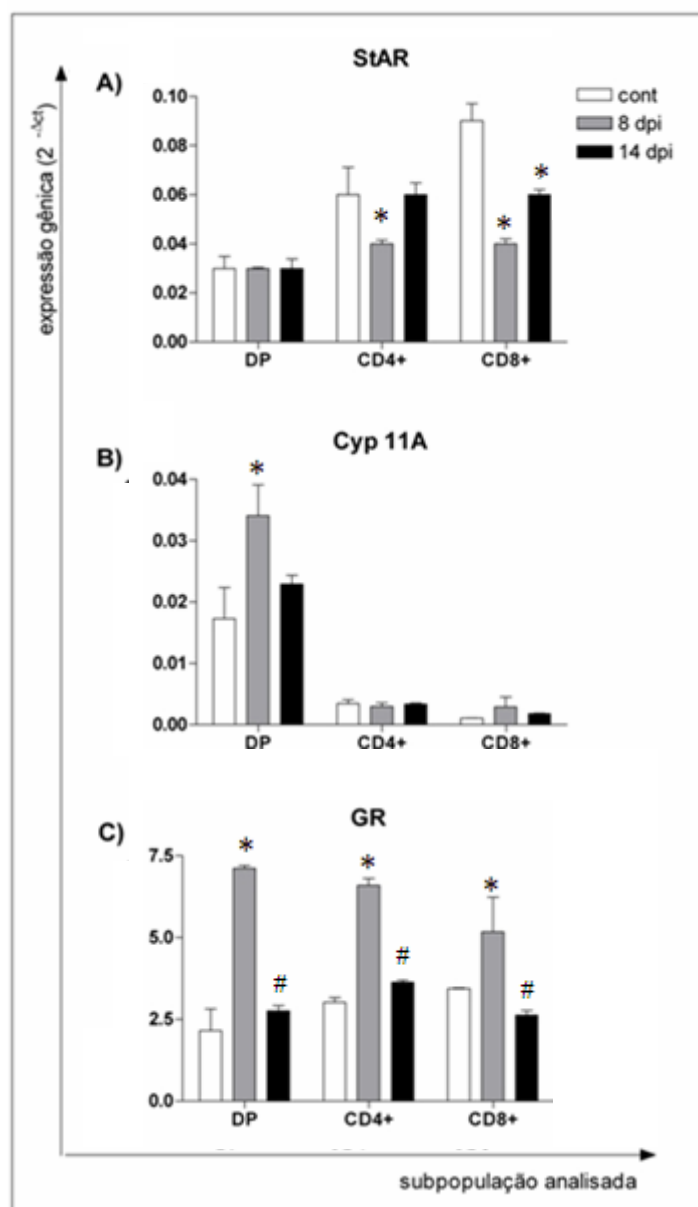 StAR
A)
expressão gênica (2 -Δct)
cont
8 dpi
14 dpi
0.10
0.08
0.06
0.04
0.02
0.00
* * *
DP CD4+ CD8+
Cyp 11A
B)
0.04
0.03
0.02
0.01
0.00
*
DP CD4+ CD8+
GR
C)
7.5
5.0
2.5
0.0
* * *
# # #
DP CD4+ CD8+
subpopulação analisada